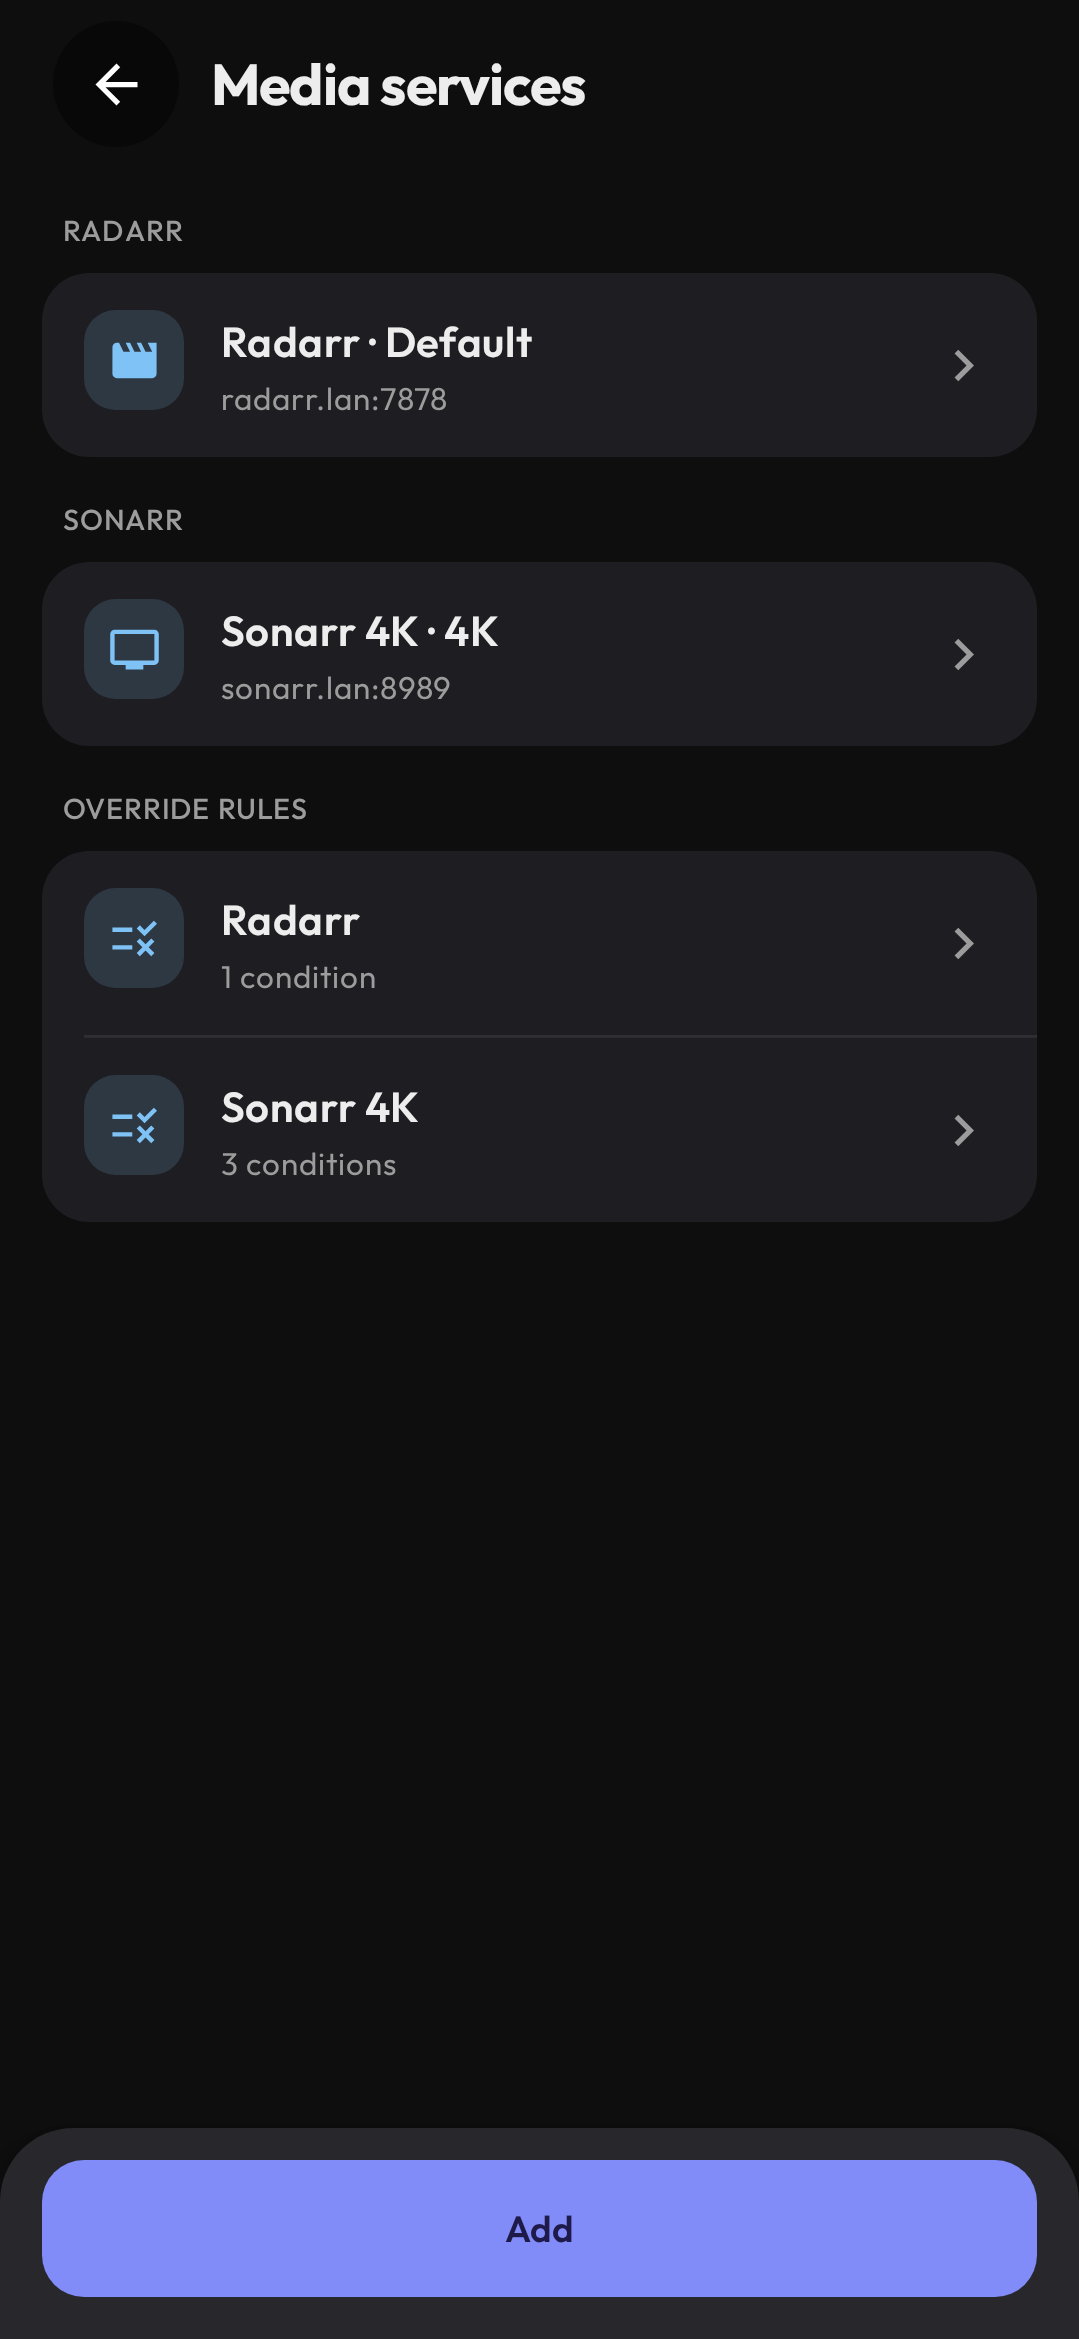 Media services
RADARR
Radarr · Default
radarr.lan:7878
SONARR
Sonarr 4K · 4K
sonarr.lan:8989
OVERRIDE RULES
Radarr
1 condition
Sonarr 4K
3 conditions
Add